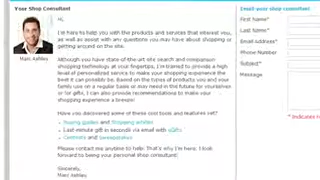 Your Shop Consultant
Hi,
I'm here to help you with the products and services that interest you,
as well as assist with any questions you may have about shopping or
getting around on the site.
Marc Ashley
Although you have state-of-the-art site search and comparison
shopping technology at your fingertips, I'm trained to provide a high
level of personalized service to make your shopping experience the
best it can possibly be. Based on the types of products you and your
family use on a regular basis or may need in the future for yourselves
or for gifts, I can also provide recommendations to make your
shopping experience a breeze!
Have you discovered some of these cool tools and features yet?
Buying guides and Shopping articles
Last minute gift in seconds via email with eGifts
Contests and Sweepstakes
Please contact me anytime to help. That's why I'm here. I look
forward to being your personal shop consultant!
Sincerely,
Marc Ashley
Email your shop consultant
First Name*
Last Name*
Email Address*
Phone Number
Subject*
Message
* Indicates